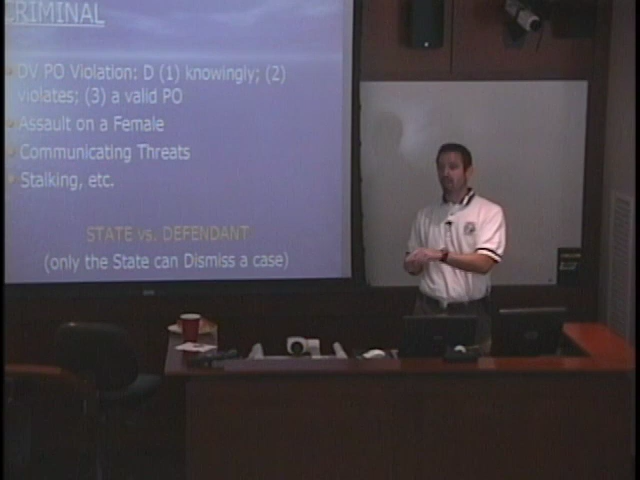 CRIMINAL
DV PO Violation: D (1) knowingly; (2)
violates; (3) a valid PO
Assault on a Female
Communicating Threats
Stalking, etc.
STATE vs. DEFENDANT
(only the State can Dismiss a case)